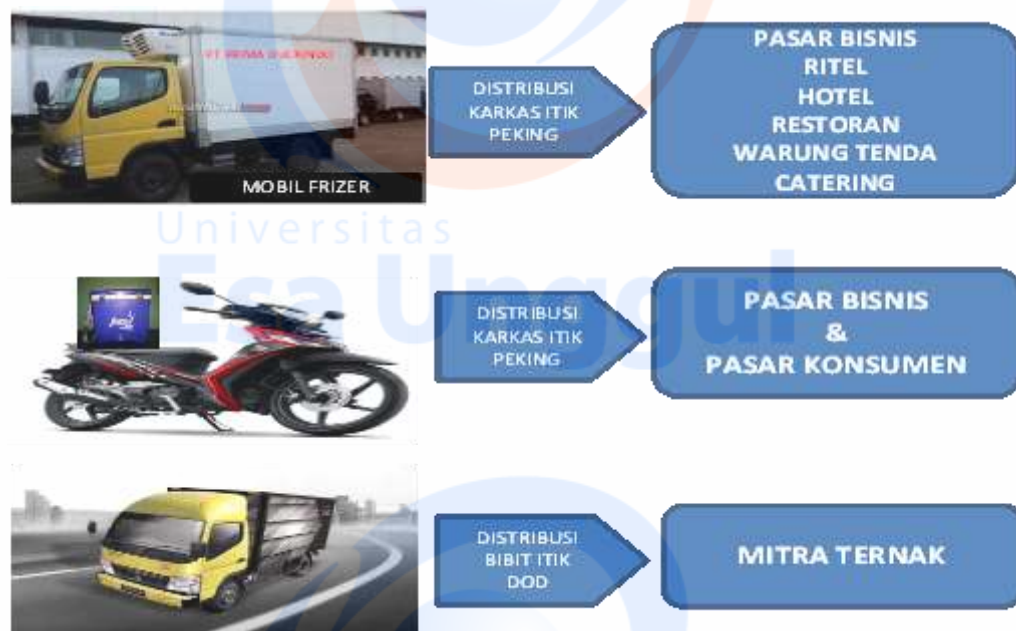 MOBIL FRIZER
DISTRIBUSI
KARKAS ITIK
PEKING
PASAR BISNIS
RITEL
HOTEL
RESTORAN
WARUNG TENDA
CATERING
Universitas
Esa Unggul
DISTRIBUSI
KARKAS ITIK
PEKING
PASAR BISNIS
&
PASAR KONSUMEN
DISTRIBUSI
BIBIT ITIK
DOD
MITRA TERNAK